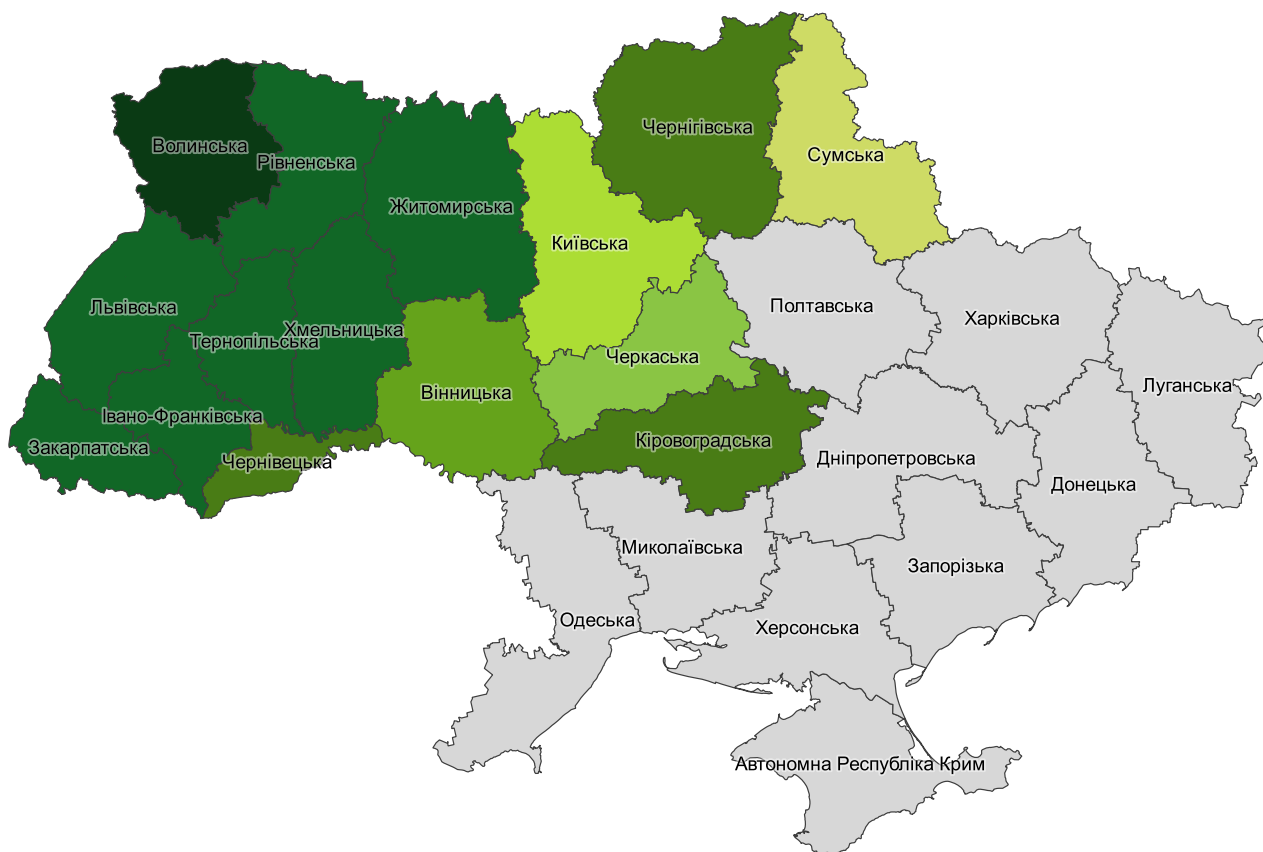 Чернігівська
Сумська
Волинська
Рівненська
Житомирська
Київська
Львівська
Тернопільська
Хмельницька
Полтавська
Харківська
Черкаська
Луганська
Вінницька
Івано-Франківська
Закарпатська
Чернівецька
Кіровоградська
Дніпропетровська
Донецька
Миколаївська
Запорізька
Одеська
Херсонська
Автономна Республіка Крим